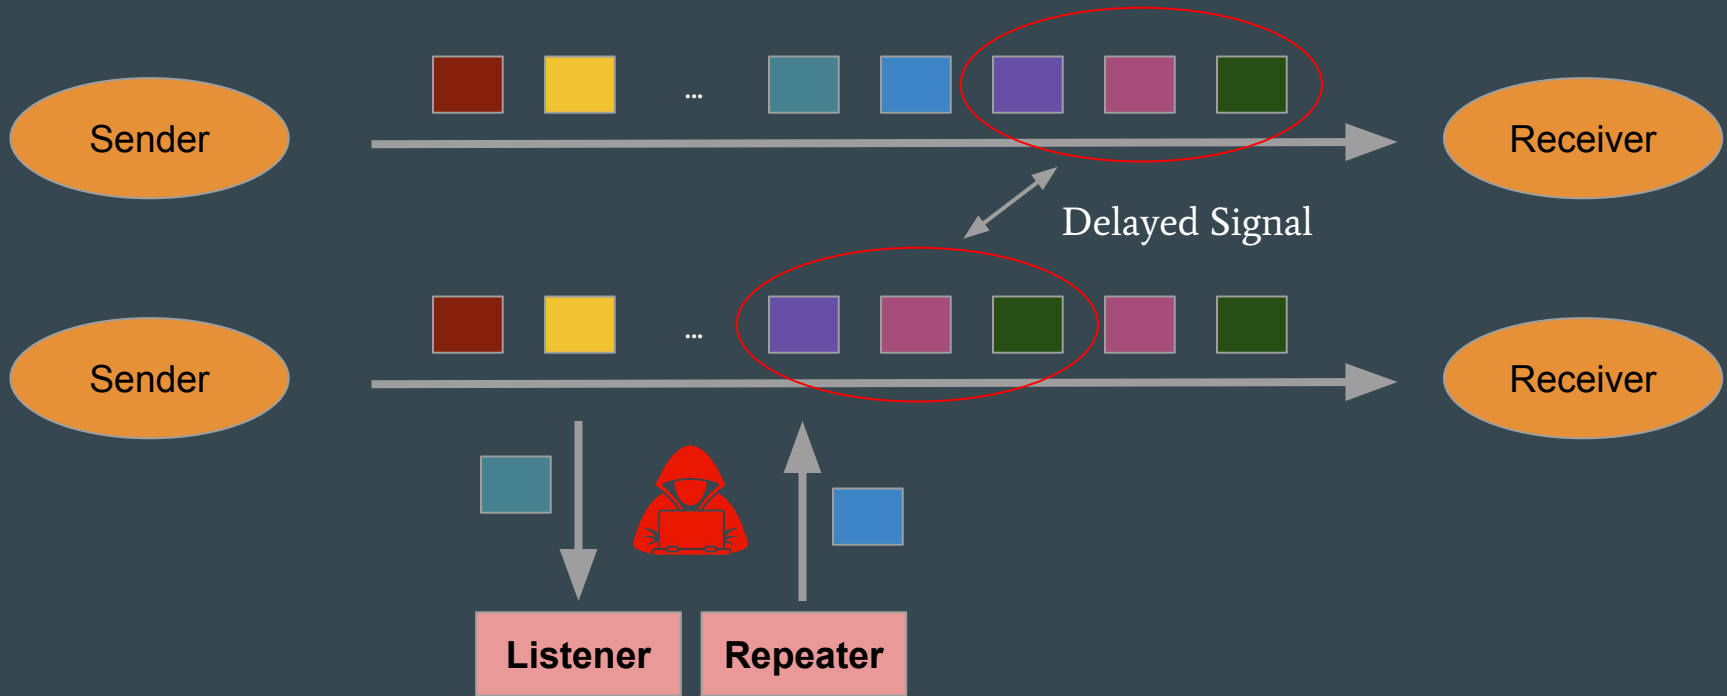 ...
Sender
Receiver
Delayed Signal
...
Sender
Receiver
Listener
Repeater